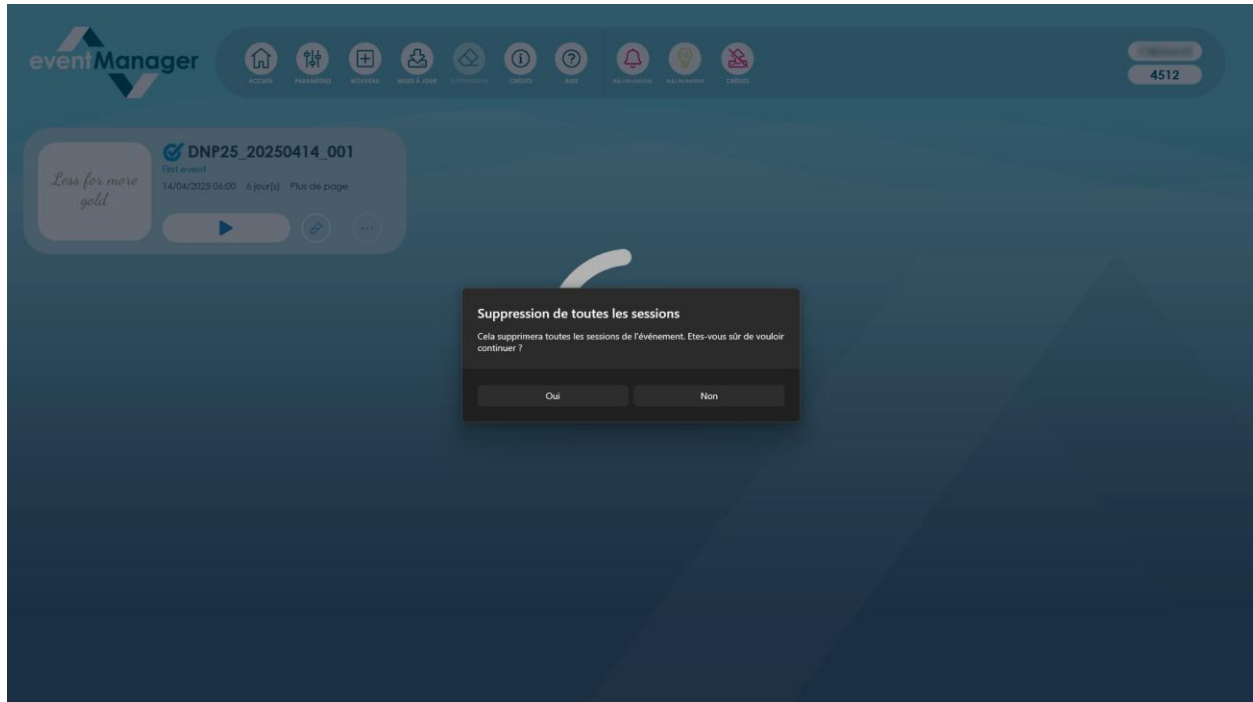 eventManager
ACCUEIL
PARAMÈTRES
NOUVEAU
MISES À JOUR
CRÉDITS
AIDE
CRÉDITS
4512
Less for more
gold
DNP25_20250414_001
First event
14/04/2025 06:00 6 jour(s) Plus de page
Suppression de toutes les sessions
Cela supprimera toutes les sessions de l'événement. Etes-vous sûr de vouloir
continuer ?
Oui
Non